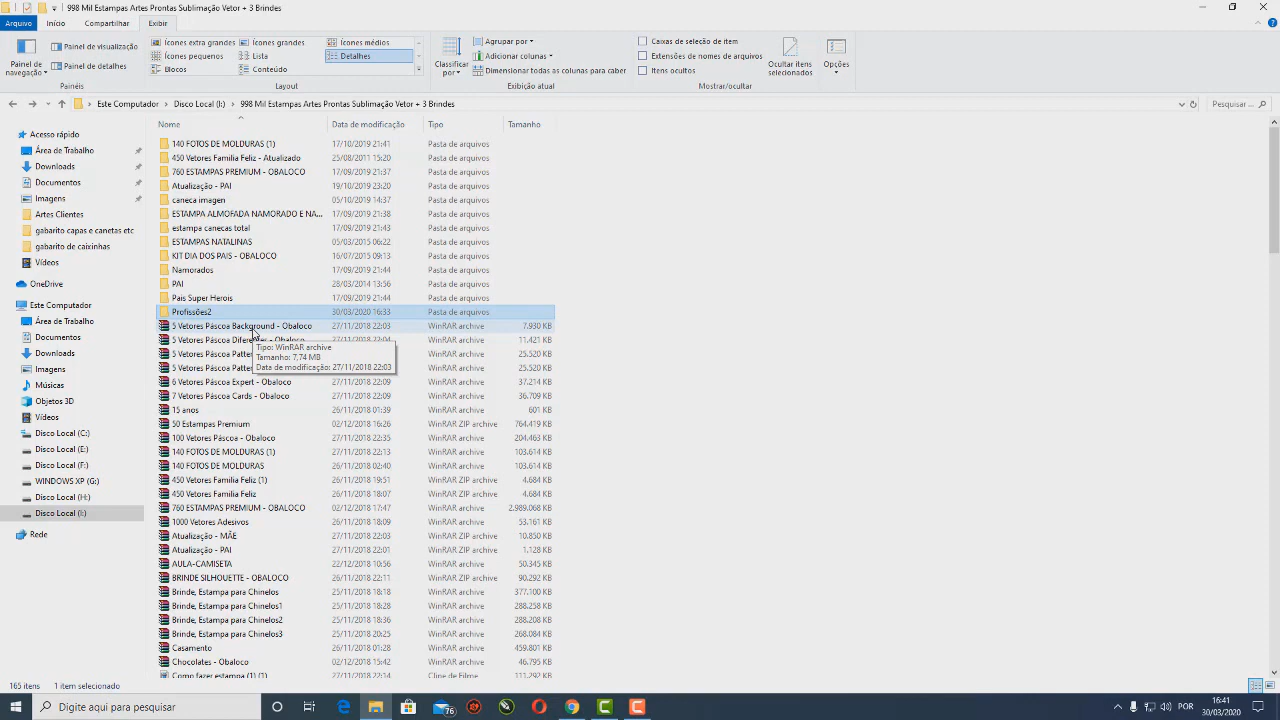 998 Mil Estampas Artes Prontas Sublimação Vetor + 3 Brindes
Arquivo Início Compartilhar Exibir
Painel de navegação
Painel de visualização
Painel de detalhes
Painéis
Ícones extra grandes Ícones grandes Ícones médios
Ícones pequenos Lista Detalhes
Blocos Conteúdo
Layout
Classificar por
Agrupar por
Adicionar colunas
Dimensionar todas as colunas para caber
Exibição atual
Caixas de seleção de item
Extensões de nomes de arquivos
Itens ocultos
Ocultar itens selecionados
Mostrar/ocultar
Opções
Este Computador > Disco Local (I:) > 998 Mil Estampas Artes Prontas Sublimação Vetor + 3 Brindes
Pesquisar ...
Acesso rápido
Área de Trabalho
Downloads
Documentos
Imagens
Artes Clientes
gabarito capas e canetas etc
gabarito de caixinhas
Vídeos
OneDrive
Este Computador
Área de Trabalho
Documentos
Downloads
Imagens
Músicas
Objetos 3D
Vídeos
Disco Local (C:)
Disco Local (E:)
Disco Local (F:)
WINDOWS XP (G:)
Disco Local (H:)
Disco Local (I:)
Rede
Nome Data de modificação Tipo Tamanho
140 FOTOS DE MOLDURAS (1) 17/10/2019 21:41 Pasta de arquivos
450 Vetores Familia Feliz - Atualizado 25/08/2011 15:20 Pasta de arquivos
760 ESTAMPAS PREMIUM - OBALOCO 17/09/2019 21:37 Pasta de arquivos
Atualização - PAI 19/10/2019 23:20 Pasta de arquivos
caneca imagen 05/10/2019 14:37 Pasta de arquivos
ESTAMPA ALMOFADA NAMORADO E NA... 17/09/2019 21:38 Pasta de arquivos
estampa canecas total 17/09/2019 21:43 Pasta de arquivos
ESTAMPAS NATALINAS 05/03/2015 06:22 Pasta de arquivos
KIT DIA DOS PAIS - OBALOCO 16/07/2015 09:13 Pasta de arquivos
Namorados 17/09/2019 21:44 Pasta de arquivos
PAI 28/03/2014 13:56 Pasta de arquivos
Pais Super Herois 17/09/2019 21:44 Pasta de arquivos
Profissões2 30/03/2020 16:33 Pasta de arquivos
5 Vetores Páscoa Background - Obaloco 27/11/2018 22:03 WinRAR archive 7.930 KB
5 Vetores Páscoa Diferentes - Obaloco 27/11/2018 22:04 WinRAR archive 11.421 KB
Tipo: WinRAR archive
Tamanho: 7,74 MB
Data de modificação: 27/11/2018 22:03
5 Vetores Páscoa WinRAR archive 25.520 KB
5 Vetores Páscoa WinRAR archive 25.520 KB
6 Vetores Páscoa Expert - Obaloco 27/11/2018 22:09 WinRAR archive 37.214 KB
7 Vetores Páscoa Cards - Obaloco 27/11/2018 22:09 WinRAR archive 36.709 KB
15 anos 26/11/2018 01:39 WinRAR archive 601 KB
50 Estampas Premium 02/12/2018 16:26 WinRAR ZIP archive 764.419 KB
100 Vetores Páscoa - Obaloco 27/11/2018 22:35 WinRAR archive 204.463 KB
140 FOTOS DE MOLDURAS (1) 27/11/2018 22:13 WinRAR archive 103.614 KB
140 FOTOS DE MOLDURAS 26/11/2018 02:40 WinRAR archive 103.614 KB
450 Vetores Familia Feliz (1) 26/11/2018 19:51 WinRAR ZIP archive 4.684 KB
450 Vetores Familia Feliz 26/11/2018 18:07 WinRAR ZIP archive 4.684 KB
760 ESTAMPAS PREMIUM - OBALOCO 02/12/2018 17:47 WinRAR archive 2.989.068 KB
1000 Vetores Adesivos 26/11/2018 18:09 WinRAR archive 53.161 KB
Atualização - MÃE 27/11/2018 22:03 WinRAR ZIP archive 10.850 KB
Atualização - PAI 27/11/2018 22:01 WinRAR ZIP archive 1.128 KB
AULA-CAMISETA 22/12/2018 10:56 WinRAR archive 50.345 KB
BRINDE SILHOUETTE - OBALOCO 26/11/2018 22:11 WinRAR ZIP archive 90.292 KB
Brinde, Estampa para Chinelos 25/11/2018 18:18 WinRAR archive 377.100 KB
Brinde, Estampa para Chinelos1 25/11/2018 18:28 WinRAR archive 288.258 KB
Brinde, Estampa para Chinelos2 25/11/2018 18:36 WinRAR archive 288.208 KB
Brinde, Estampa para Chinelos3 25/11/2018 20:25 WinRAR archive 268.084 KB
Casamento 26/11/2018 01:28 WinRAR archive 459.801 KB
Chocolates - Obaloco 02/12/2018 15:42 WinRAR archive 46.795 KB
Como fazer estampa (1) (1) 27/11/2018 22:14 Clipe de Filme 111.292 KB
165 itens 1 item selecionado
Digite aqui para pesquisar
76
POR
16:41
30/03/2020